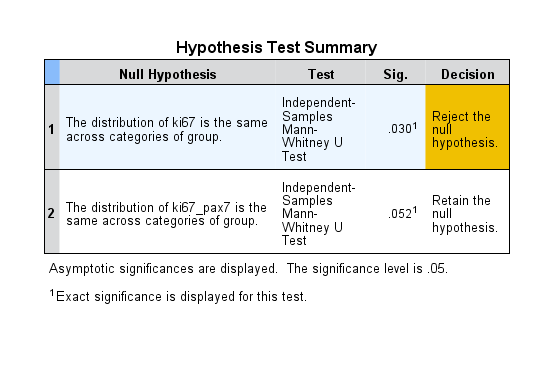 Hypothesis Test Summary
Null Hypothesis Test Sig. Decision
1 The distribution of ki67 is the same across categories of group. Independent-Samples Mann-Whitney U Test .030¹ Reject the null hypothesis.
2 The distribution of ki67_pax7 is the same across categories of group. Independent-Samples Mann-Whitney U Test .052¹ Retain the null hypothesis.
Asymptotic significances are displayed. The significance level is .05.
¹Exact significance is displayed for this test.